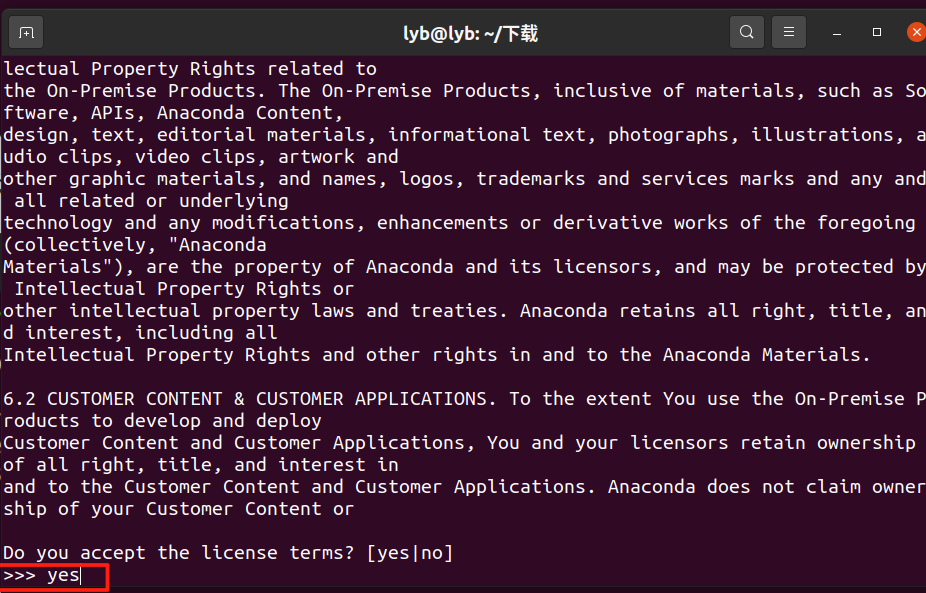 lyb@lyb: ~/下载
lectual Property Rights related to
the On-Premise Products. The On-Premise Products, inclusive of materials, such as So
ftware, APIs, Anaconda Content,
design, text, editorial materials, informational text, photographs, illustrations, a
udio clips, video clips, artwork and
other graphic materials, and names, logos, trademarks and services marks and any and
 all related or underlying
technology and any modifications, enhancements or derivative works of the foregoing
(collectively, "Anaconda
Materials"), are the property of Anaconda and its licensors, and may be protected by
 Intellectual Property Rights or
other intellectual property laws and treaties. Anaconda retains all right, title, an
d interest, including all
Intellectual Property Rights and other rights in and to the Anaconda Materials.
6.2 CUSTOMER CONTENT & CUSTOMER APPLICATIONS. To the extent You use the On-Premise P
roducts to develop and deploy
Customer Content and Customer Applications, You and your licensors retain ownership
of all right, title, and interest in
and to the Customer Content and Customer Applications. Anaconda does not claim owner
ship of your Customer Content or
Do you accept the license terms? [yes|no]
>>> yes